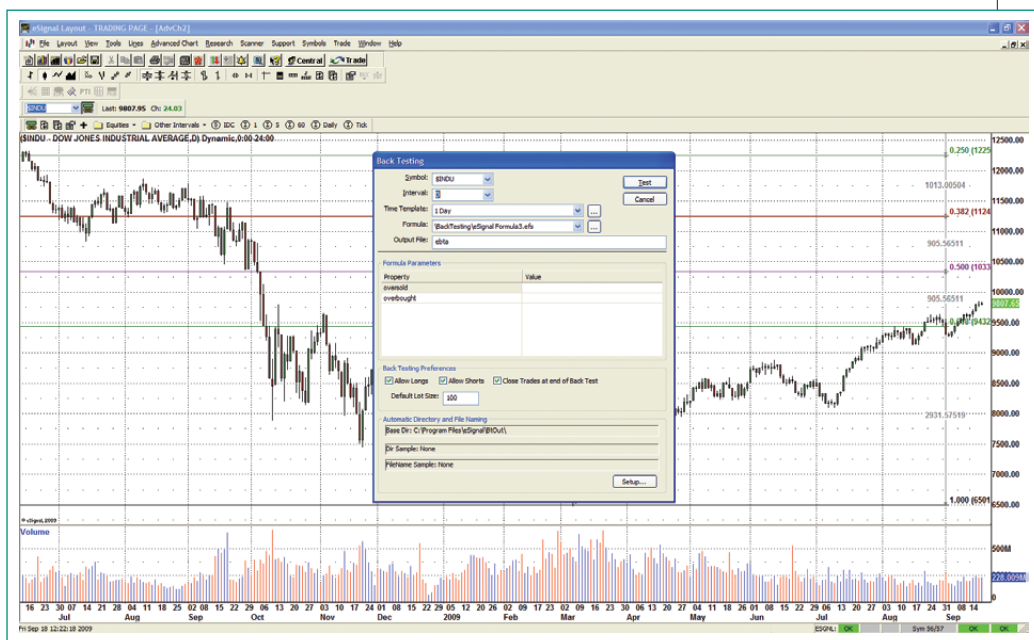 eSignal Layout - TRADING PAGE - [AdvCh2]
File Layout View Tools Lines Advanced Chart Research Scanner Support Symbols Trade Window Help
Central Trade
PTI
$INDU Last: 9807.95 Ch: 24.03
Equities Other Intervals IDC 1 5 60 Daily Tick
($INDU - DOW JONES INDUSTRIAL AVERAGE,D) Dynamic,0:00-24:00
12500.00
0.250 (1225
12000.00
1013.00504
11500.00
0.382 (1124
11000.00
905.56511
10500.00
0.500 (1033
10000.00
905.56511
9807.65
9500.00
(9432
9000.00
8500.00
8000.00
2931.57519
7500.00
7000.00
6500.00
1.000 (6501
Back Testing
Symbol: $INDU
Test
Interval:
Cancel
Time Template: 1 Day ...
Formula: \BackTesting\eSignal Formula3.efs ...
Output File: ebta
Formula Parameters
Property Value
oversold
overbought
Back Testing Preferences
Allow Longs Allow Shorts Close Trades at end of Back Test
Default Lot Size: 100
Automatic Directory and File Naming
Base Dir: C:\Program Files\eSignal\BtOut\
Dir Sample: None
FileName Sample: None
Setup...
© eSignal, 2009
Volume
500M
228.009M
0
16 23 30 07 14 21 28 04 11 18 25 02 08 15 22 29 06 13 20 27 03 10 17 24 01 08 15 22 29 05 12 20 26 02 09 17 23 02 09 16 23 30 06 13 20 27 04 11 18 26 01 08 15 22 29 06 13 20 27 03 10 17 24 31 08 14
Jul Aug Sep Oct Nov Dec 2009 Feb Mar Apr May Jun Jul Aug Sep
Fri Sep 18 12:22:18 2009
ESGNL: OK Sym 56/57 OK OK